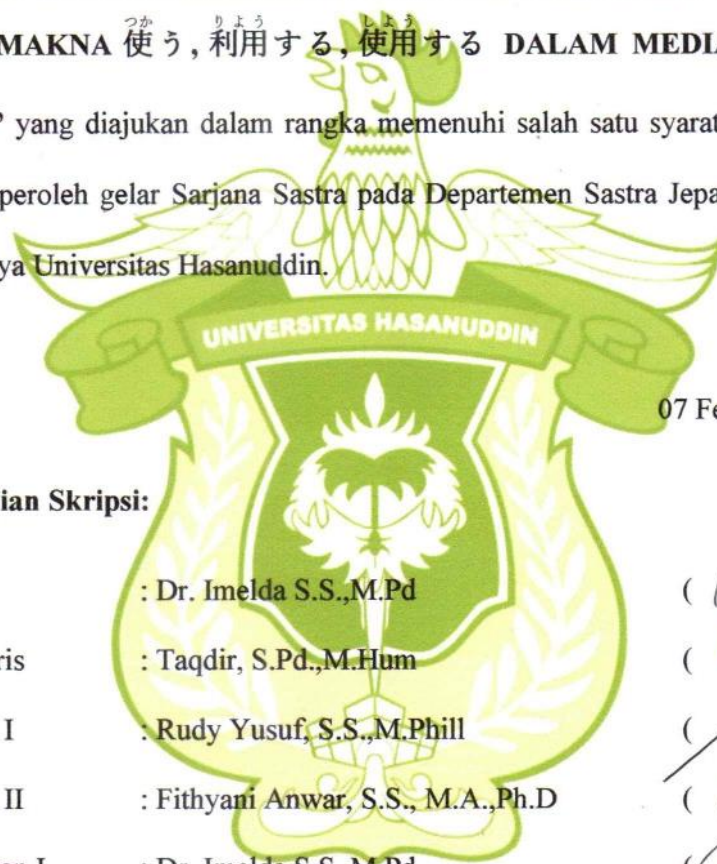 MAKNA 使う, 利用する, 使用する DALAM MEDIA
” yang diajukan dalam rangka memenuhi salah satu syarat
peroleh gelar Sarjana Sastra pada Departemen Sastra Jepa
ya Universitas Hasanuddin.
UNIVERSITAS HASANUDDIN
07 Fe
ian Skripsi:
: Dr. Imelda S.S.,M.Pd (
ris : Taqdir, S.Pd.,M.Hum (
I : Rudy Yusuf, S.S.,M.Phill (
II : Fithyani Anwar, S.S., M.A.,Ph.D (